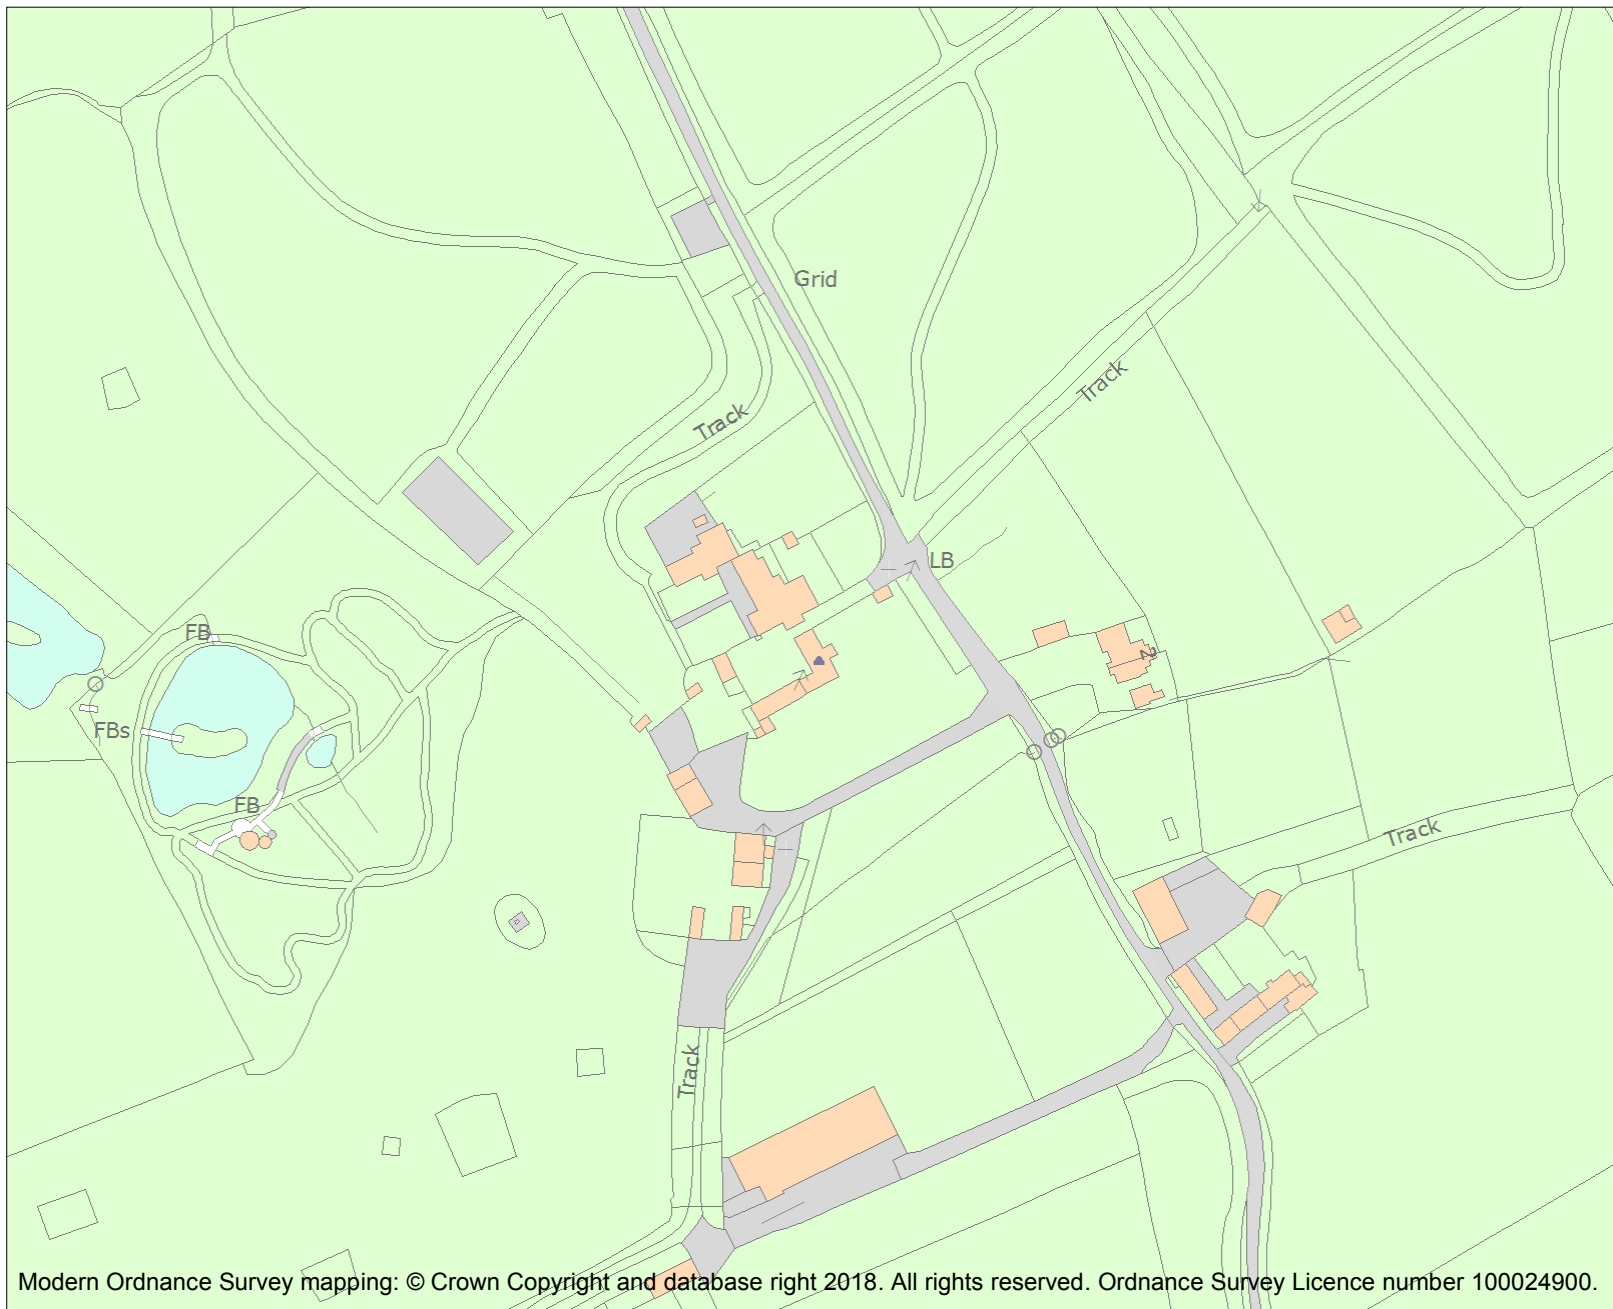 Grid
Track
Track
LB
FB
2
FBs
FB
Track
Track
Modern Ordnance Survey mapping: © Crown Copyright and database right 2018. All rights reserved. Ordnance Survey Licence number 100024900.